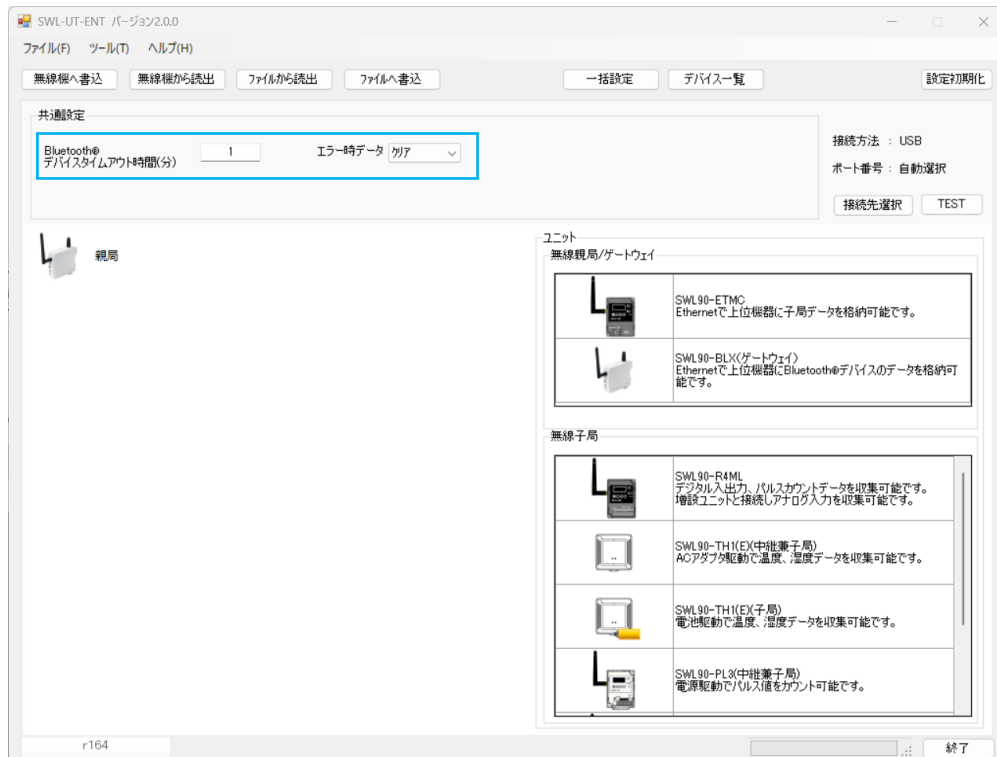 SWL-UT-ENT バージョン2.0.0
ファイル(F) ツール(T) ヘルプ(H)
無線機へ書込 無線機から読出 ファイルから読出 ファイルへ書込 一括設定 デバイス一覧 設定初期化
共通設定
Bluetooth®
デバイスタイムアウト時間(分) 1 エラー時データ クリア
接続方法 : USB
ポート番号 : 自動選択
接続先選択 TEST
親局
ユニット
無線親局/ゲートウェイ
SWL90-ETMC
Ethernetで上位機器に子局データを格納可能です。
SWL90-BLX(ゲートウェイ)
Ethernetで上位機器にBluetooth®デバイスのデータを格納可
能です。
無線子局
SWL90-R4ML
デジタル入出力、パルスカウントデータを収集可能です。
増設ユニットと接続しアナログ入力を収集可能です。
SWL90-TH1(E)(中継兼子局)
ACアダプタ駆動で温度、湿度データを収集可能です。
SWL90-TH1(E)(子局)
電池駆動で温度、湿度データを収集可能です。
SWL90-PL3(中継兼子局)
電源駆動でパルス値をカウント可能です。
r164
終了